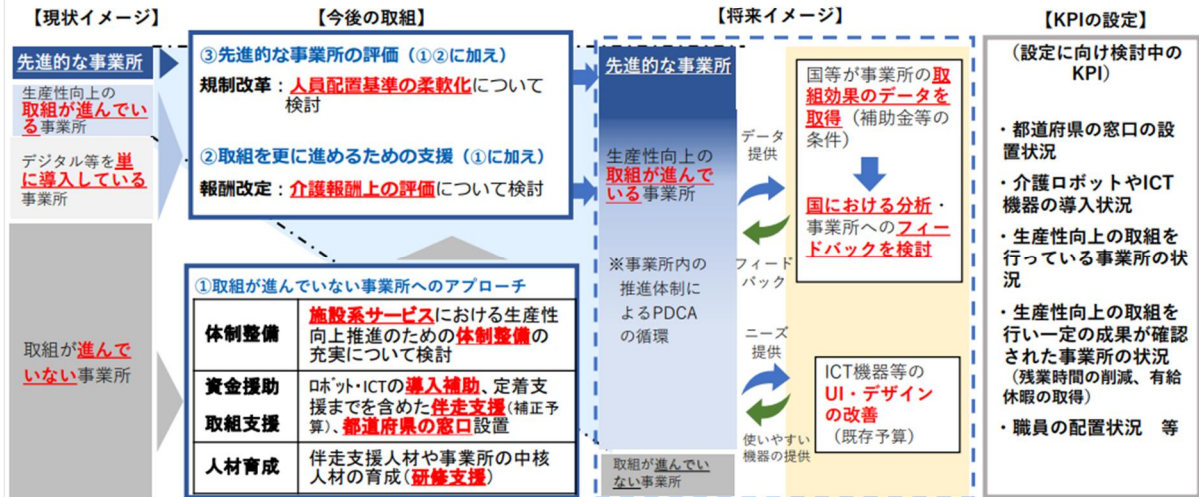 【現状イメージ】
先進的な事業所
生産性向上の
取組が進んでい
る事業所
デジタル等を単
に導入している
事業所
取組が進んで
いない事業所
【今後の取組】
③先進的な事業所の評価（①②に加え）
規制改革：人員配置基準の柔軟化について
検討
②取組を更に進めるための支援（①に加え）
報酬改定：介護報酬上の評価について検討
①取組が進んでいない事業所へのアプローチ
体制整備
施設系サービスにおける生産性
向上推進のための体制整備の
充実について検討
資金援助
取組支援
ﾛﾎﾞｯﾄ・ICTの導入補助、定着支
援までを含めた伴走支援(補正予
算)、都道府県の窓口設置
人材育成
伴走支援人材や事業所の中核
人材の育成(研修支援)
【将来イメージ】
先進的な事業所
生産性向上の
取組が進んで
いる事業所
※事業所内の
推進体制に
よるPDCA
の循環
取組が進んでい
ない事業所
データ
提供
フィード
バック
ニーズ
提供
使いやすい
機器の提供
国等が事業所の取
組効果のデータを
取得（補助金等の
条件）
国における分析・
事業所へのフィー
ドバックを検討
ICT機器等の
UI・デザイン
の改善
（既存予算）
【KPIの設定】
（設定に向け検討中の
KPI）
・都道府県の窓口の設
置状況
・介護ロボットやICT
機器の導入状況
・生産性向上の取組を
行っている事業所の状
況
・生産性向上の取組を
行い一定の成果が確認
された事業所の状況
（残業時間の削減、有給
休暇の取得）
・職員の配置状況　等